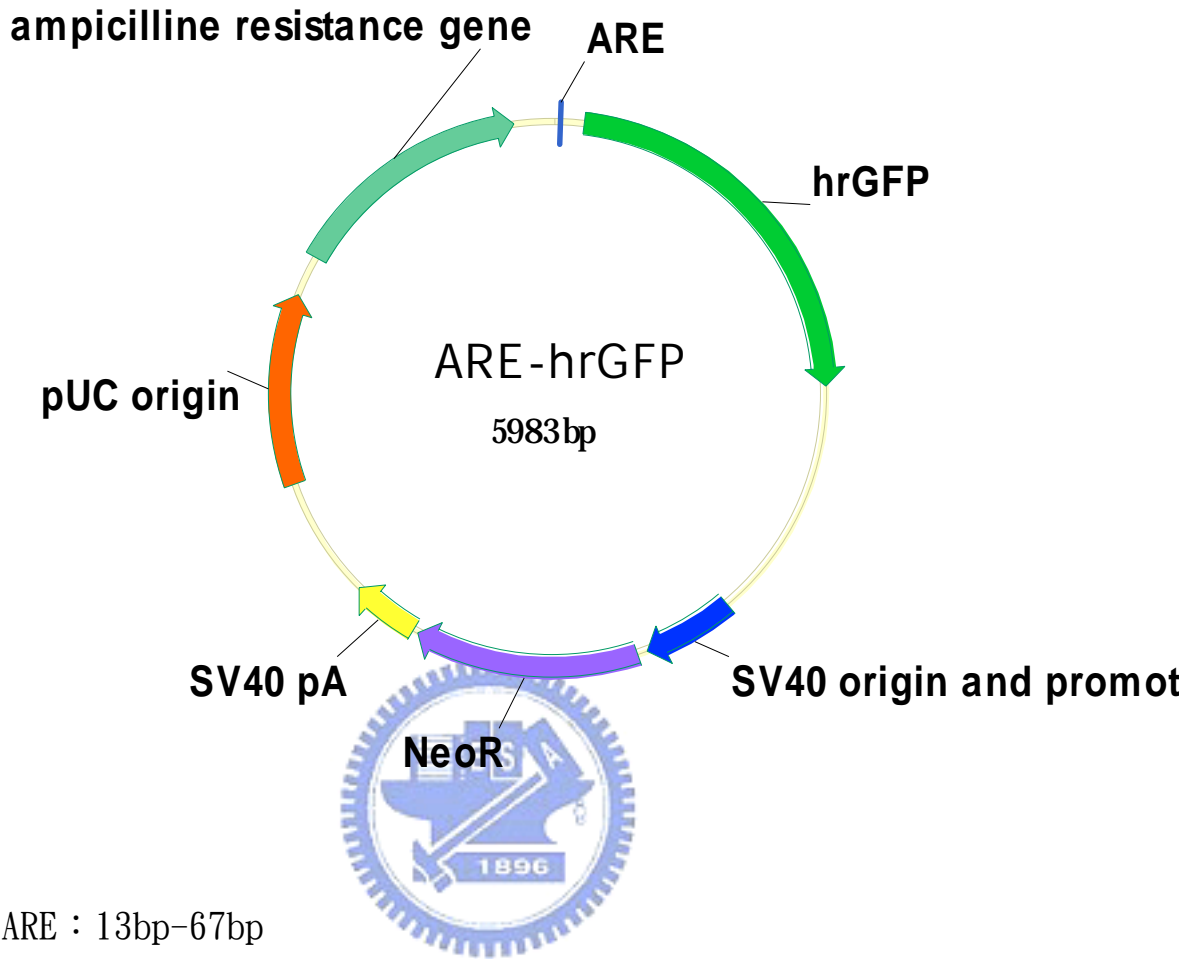 ampicilline resistance gene
ARE
hrGFP
ARE-hrGFP
5983bp
pUC origin
SV40 pA
SV40 origin and promot
NeoR
1896
ARE：13bp-67bp